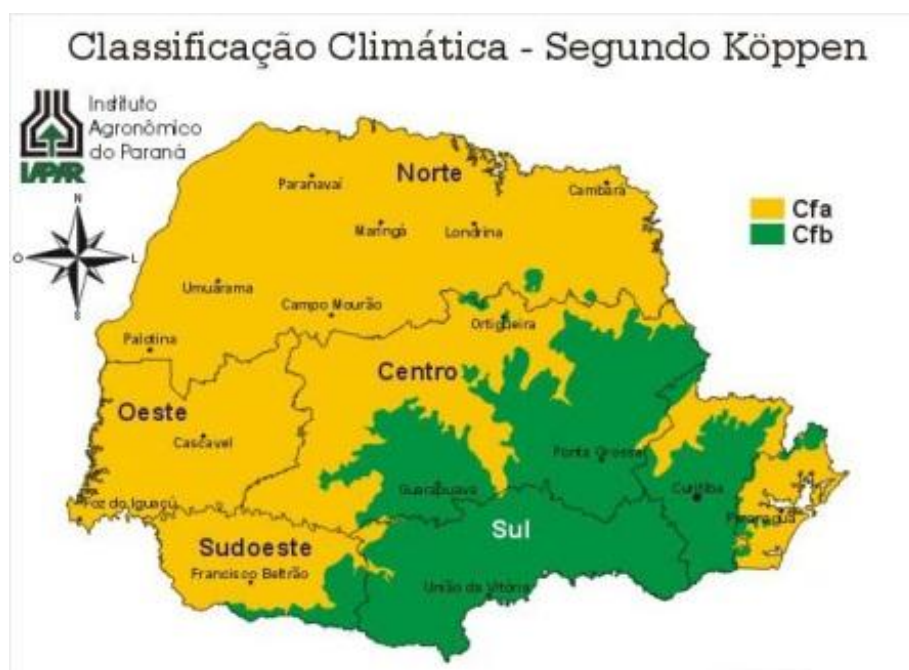 Classificação Climática - Segundo Köppen
Instituto
Agronômico
do Paraná
IAPAR
N
O
L
S
Cfa
Cfb
Norte
Paranavaí
Cambará
Maringá
Londrina
Umuarama
Campo Mourão
Ortigueira
Palotina
Centro
Oeste
Cascavel
Ponta Grossa
Guarapuava
Curitiba
Foz do Iguaçú
Paranaguá
Sul
Sudoeste
Francisco Beltrão
União da Vitória